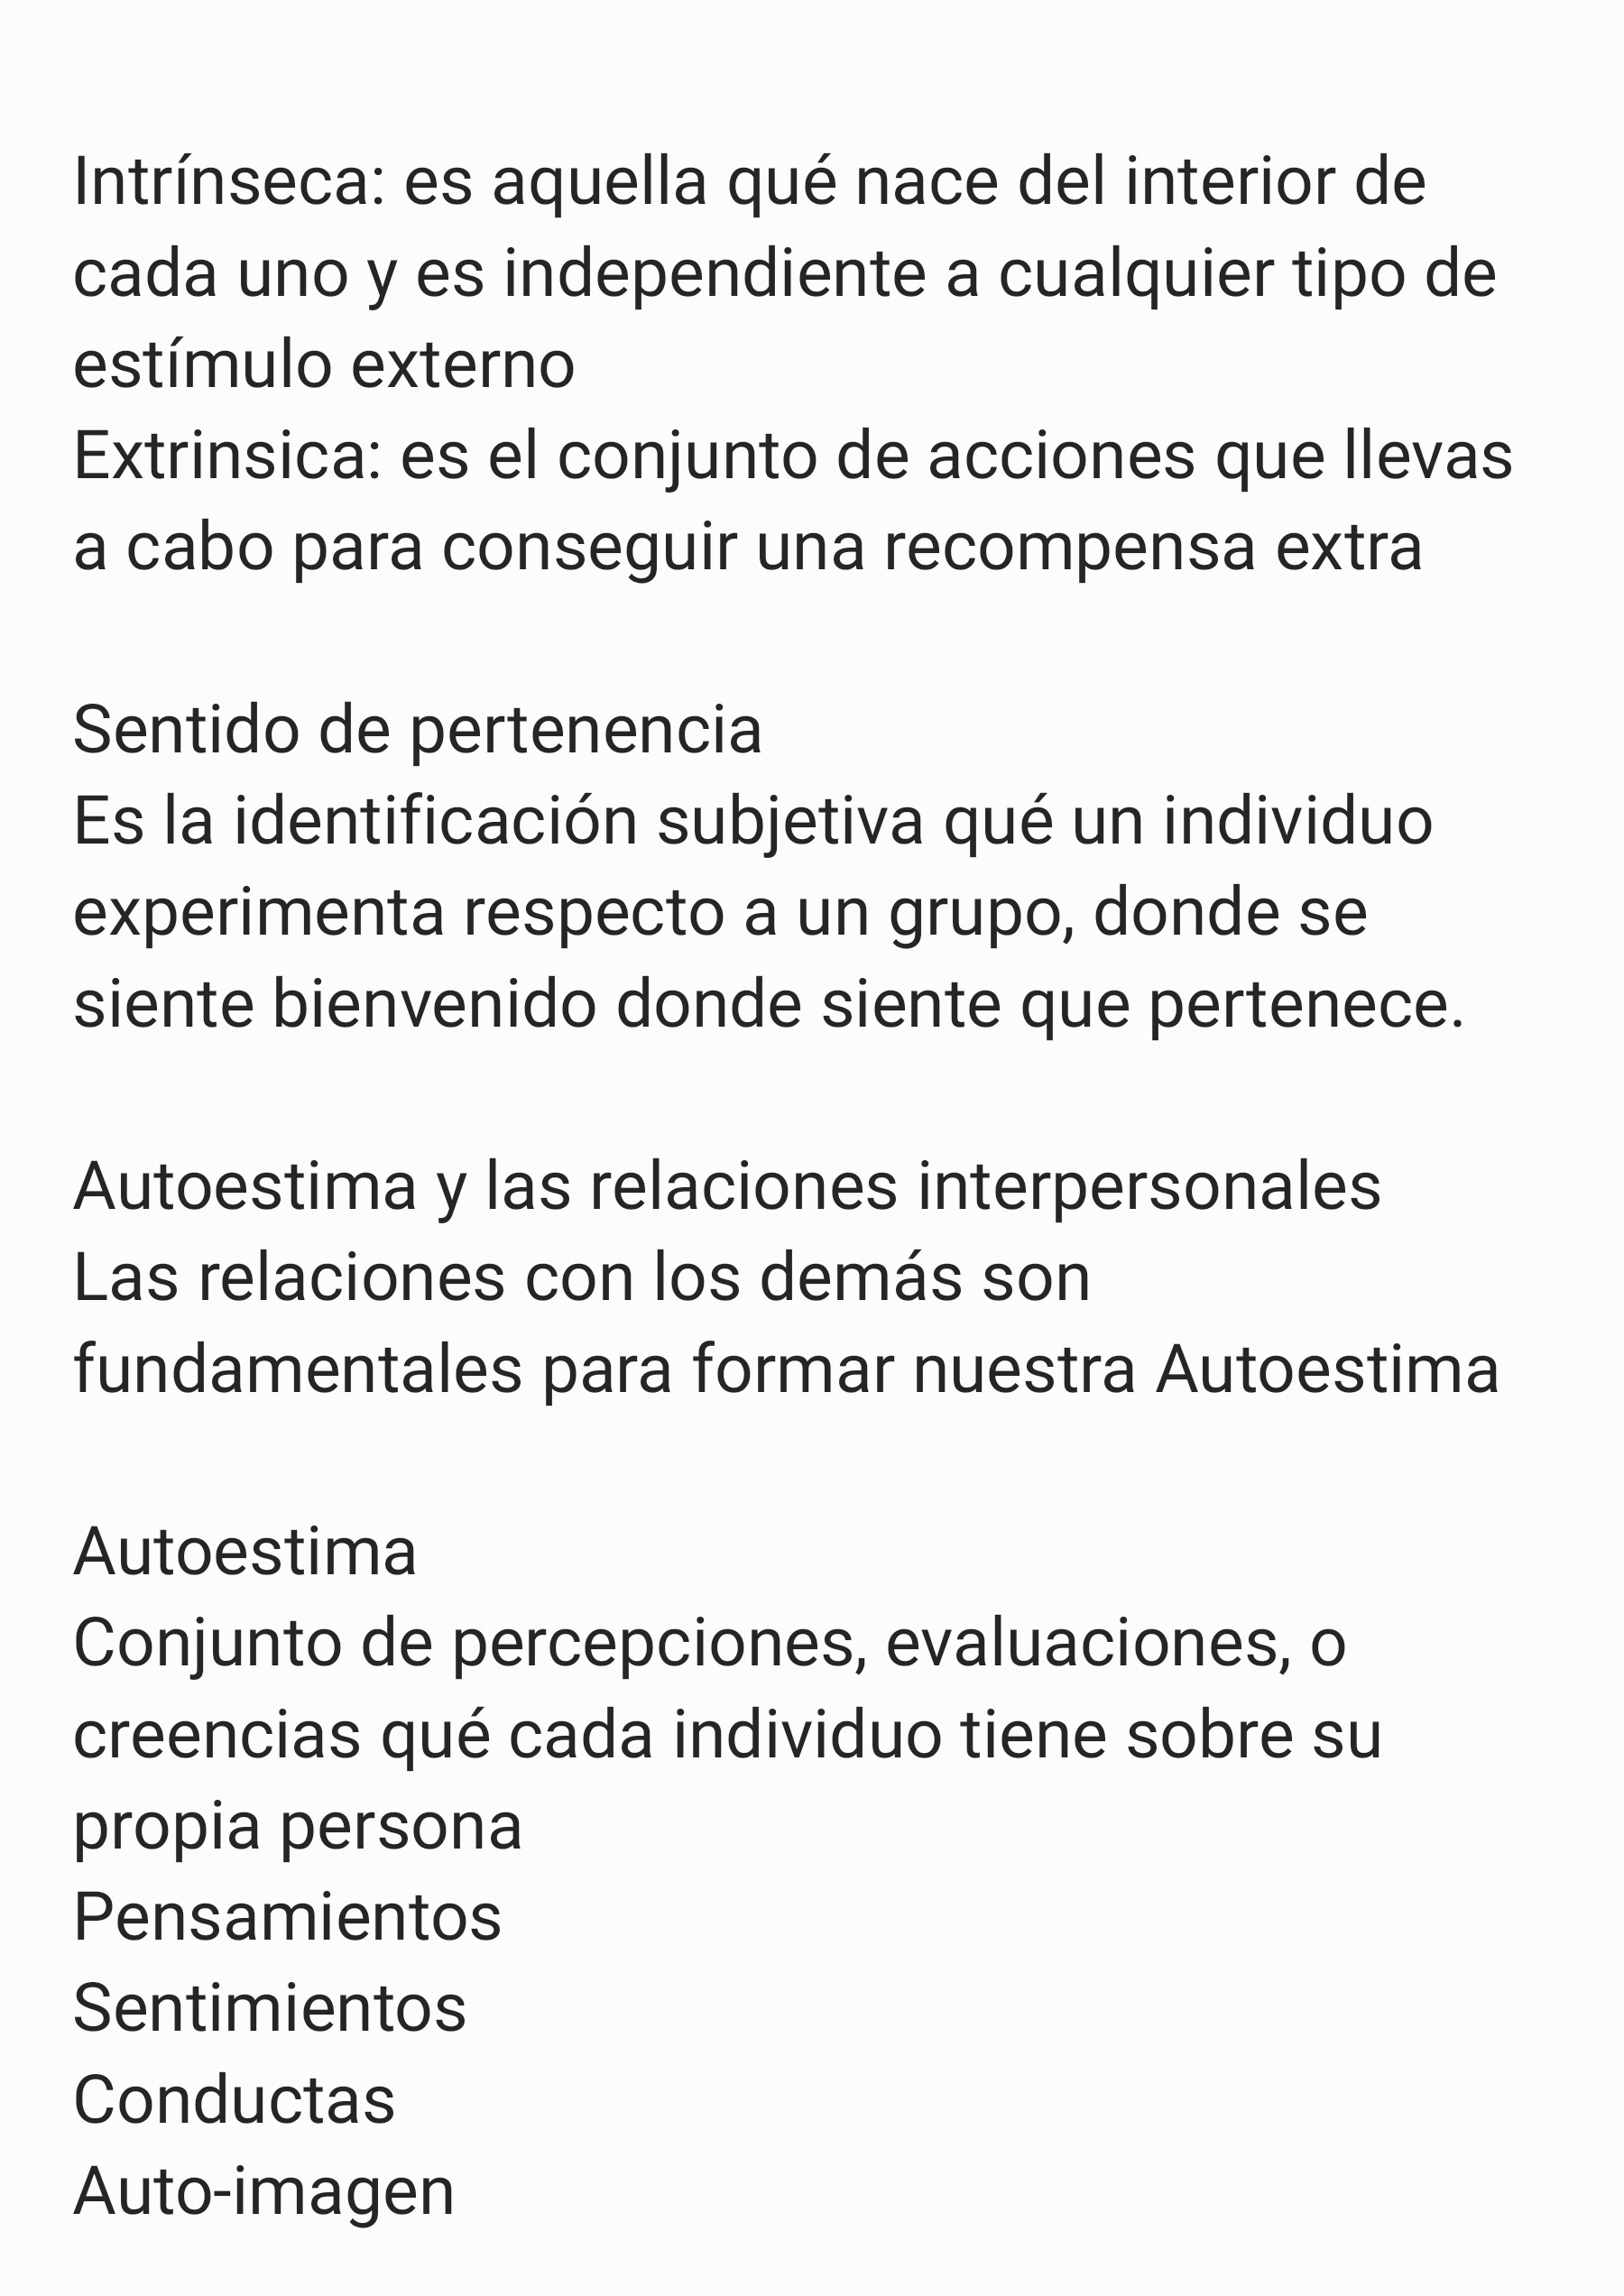 Intrínseca: es aquella qué nace del interior de
cada uno y es independiente a cualquier tipo de
estímulo externo
Extrinsica: es el conjunto de acciones que llevas
a cabo para conseguir una recompensa extra
Sentido de pertenencia
Es la identificación subjetiva qué un individuo
experimenta respecto a un grupo, donde se
siente bienvenido donde siente que pertenece.
Autoestima y las relaciones interpersonales
Las relaciones con los demás son
fundamentales para formar nuestra Autoestima
Autoestima
Conjunto de percepciones, evaluaciones, o
creencias qué cada individuo tiene sobre su
propia persona
Pensamientos
Sentimientos
Conductas
Auto-imagen